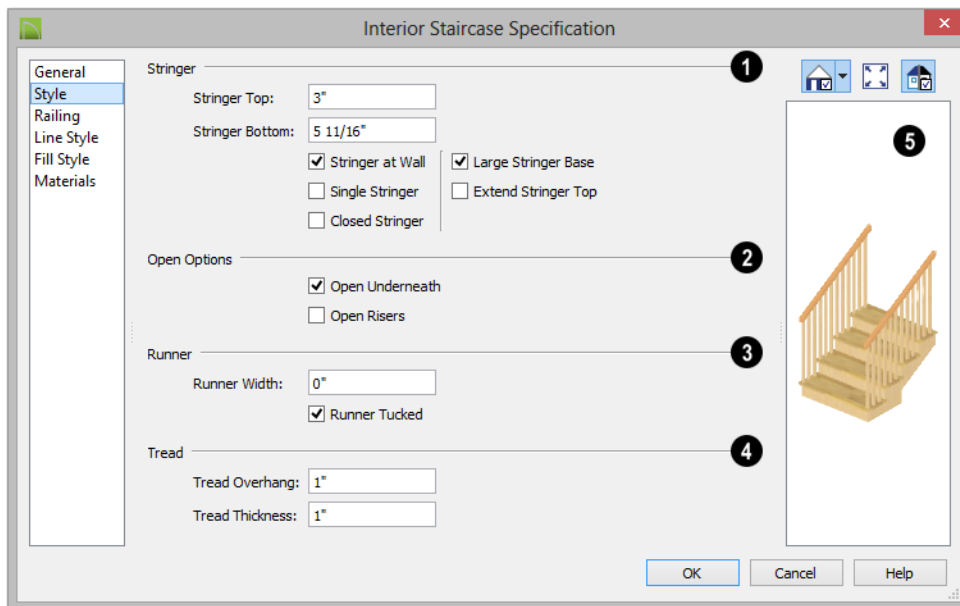 Interior Staircase Specification
General
Style
Railing
Line Style
Fill Style
Materials
Stringer
1
Stringer Top: 3"
Stringer Bottom: 5 11/16"
Stringer at Wall Large Stringer Base
Single Stringer Extend Stringer Top
Closed Stringer
Open Options
2
Open Underneath
Open Risers
Runner
3
Runner Width: 0"
Runner Tucked
Tread
4
Tread Overhang: 1"
Tread Thickness: 1"
5
OK Cancel Help